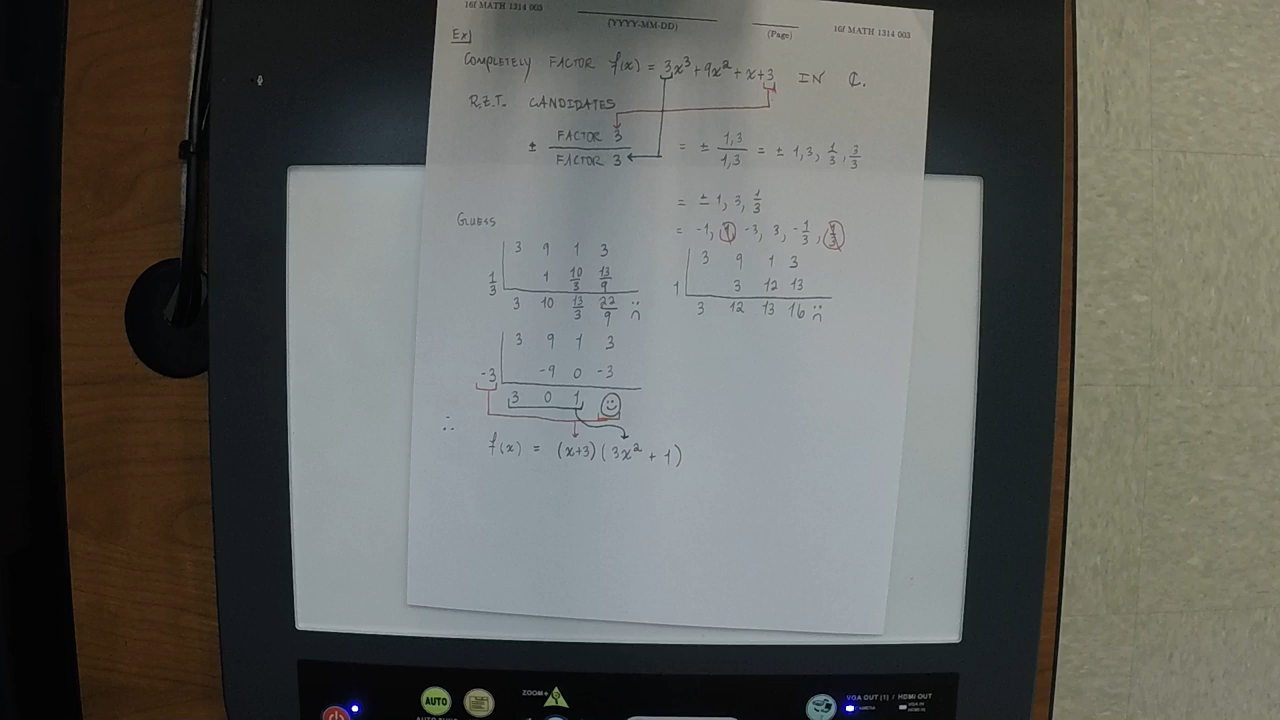 16f MATH 1314 003
(YYYY-MM-DD)
(Page)
16f MATH 1314 003
Ex)
COMPLETELY FACTOR f(x) = 3x³ + 9x² + x + 3 IN ℂ.
R.Z.T. CANDIDATES
± FACTOR 3 / FACTOR 3 = ± 1,3 / 1,3 = ± 1, 3, 1/3, 3/3
= ± 1, 3, 1/3
= -1, 1, -3, 3, -1/3, 1/3
GUESS
3 9 1 3
1/3 1 10/3 13/9
3 10 13/3 22/9
3 9 1 3
1 3 12 13
3 12 13 16
3 9 1 3
-3 -9 0 -3
3 0 1
∴
f(x) = (x+3)(3x² + 1)
AUTO
ZOOM+
VGA OUT (1) / HDMI OUT